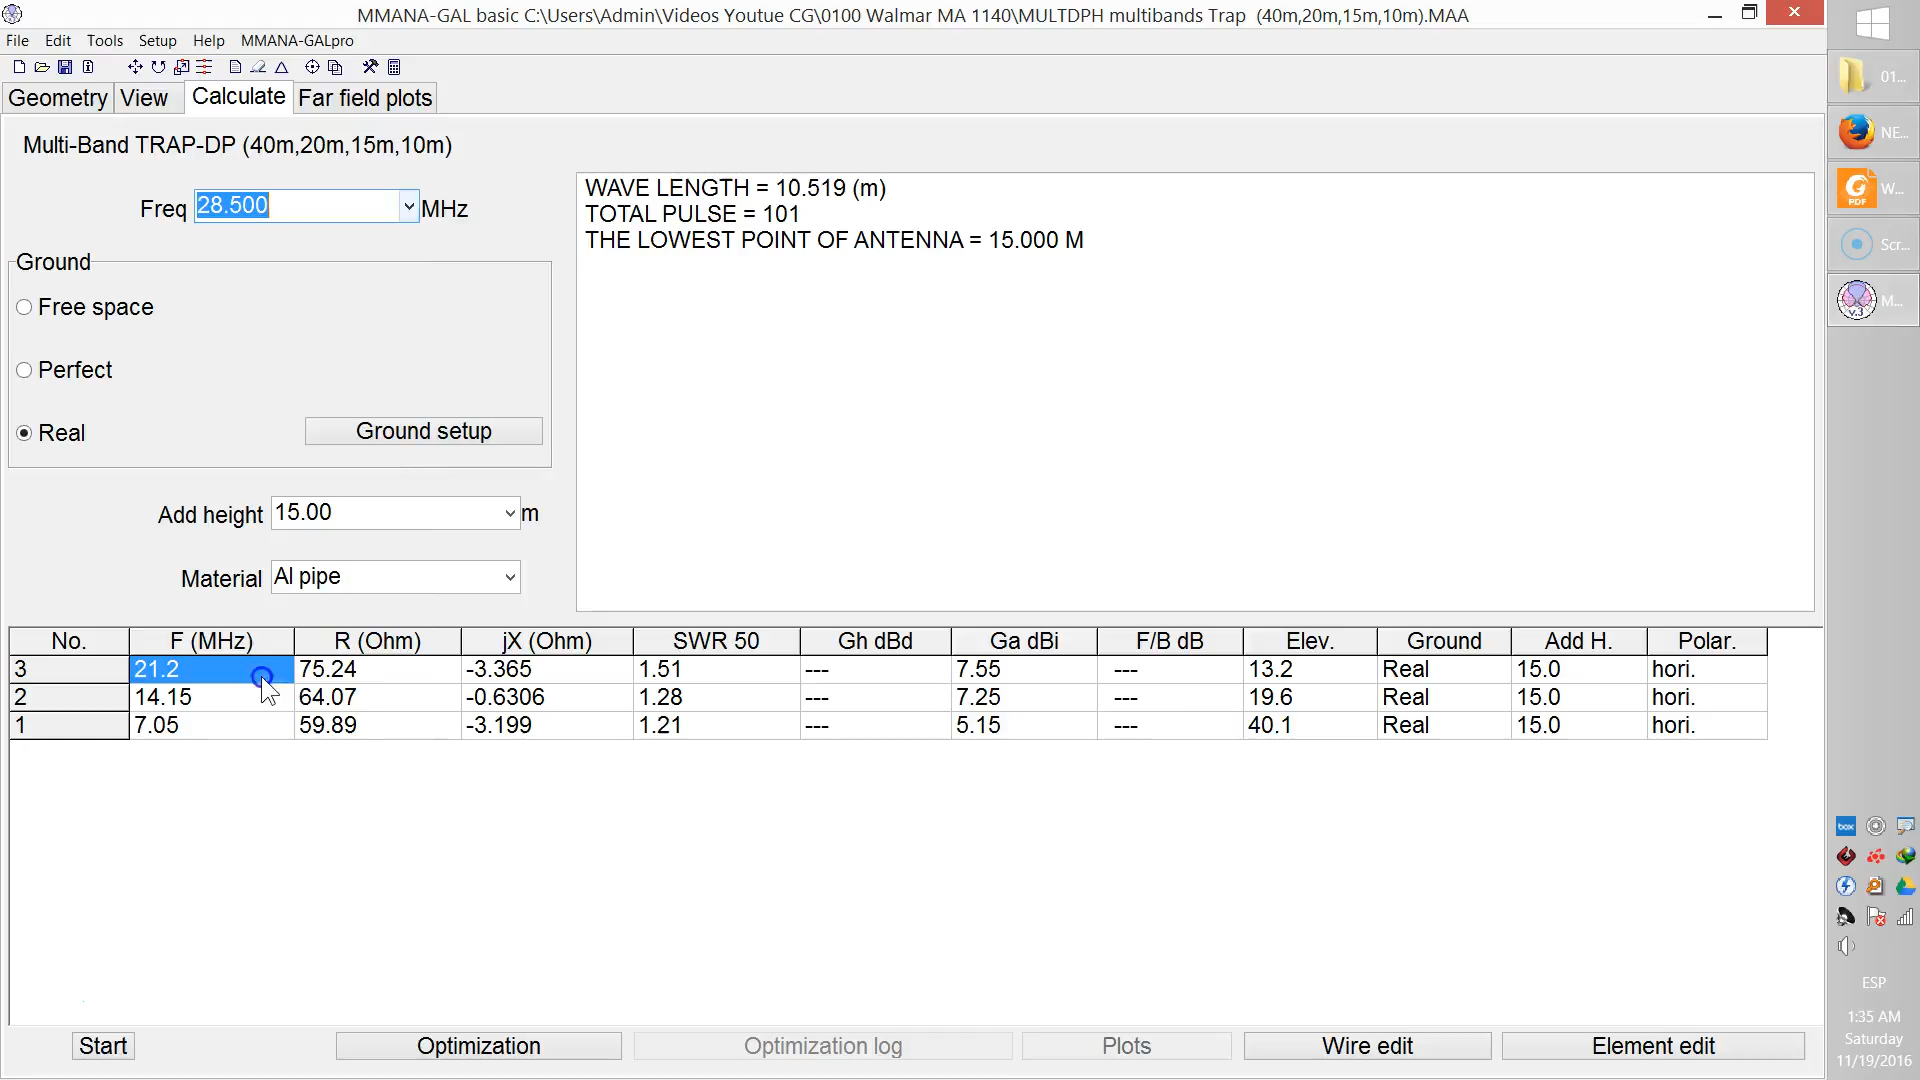 MMANA-GAL basic C:\Users\Admin\Videos Youtue CG\0100 Walmar MA 1140\MULTDPH multibands Trap (40m,20m,15m,10m).MAA
File Edit Tools Setup Help MMANA-GALpro
Geometry View Calculate Far field plots
Multi-Band TRAP-DP (40m,20m,15m,10m)
Freq 28.500 MHz
Ground
Free space
Perfect
Real Ground setup
Add height 15.00 m
Material Al pipe
WAVE LENGTH = 10.519 (m)
TOTAL PULSE = 101
THE LOWEST POINT OF ANTENNA = 15.000 M
No. F (MHz) R (Ohm) jX (Ohm) SWR 50 Gh dBd Ga dBi F/B dB Elev. Ground Add H. Polar.
3 21.2 75.24 -3.365 1.51 --- 7.55 --- 13.2 Real 15.0 hori.
2 14.15 64.07 -0.6306 1.28 --- 7.25 --- 19.6 Real 15.0 hori.
1 7.05 59.89 -3.199 1.21 --- 5.15 --- 40.1 Real 15.0 hori.
Start Optimization Optimization log Plots Wire edit Element edit
01...
NE...
PDF W...
Scr...
v.3 M...
box
ESP
1:35 AM
Saturday
11/19/2016